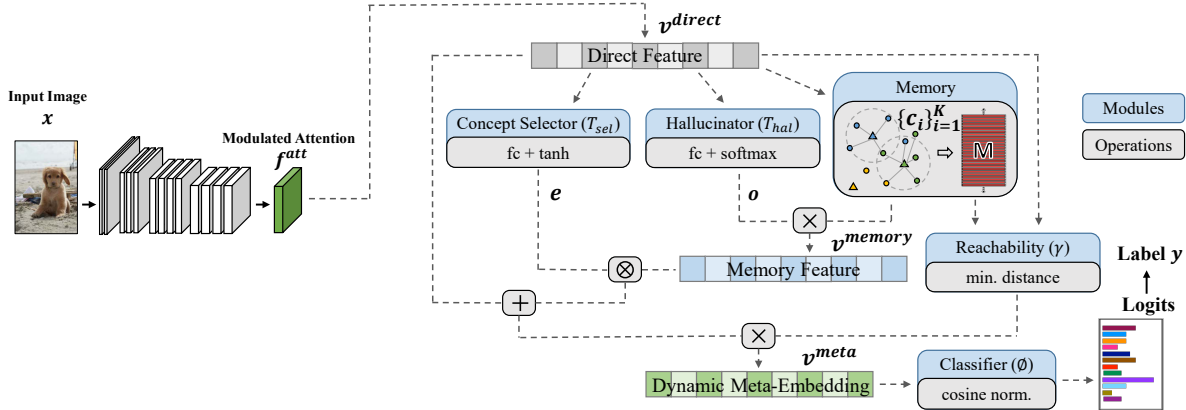 v^direct
Direct Feature
Input Image
x
Modulated Attention
f^att
Concept Selector (T_sel)
fc + tanh
Hallucinator (T_hal)
fc + softmax
Memory
{c_i}_{i=1}^K
M
Modules
Operations
e
o
×
v^memory
⊗
Memory Feature
Reachability (γ)
min. distance
Label y
Logits
+
×
v^meta
Dynamic Meta-Embedding
Classifier (∅)
cosine norm.